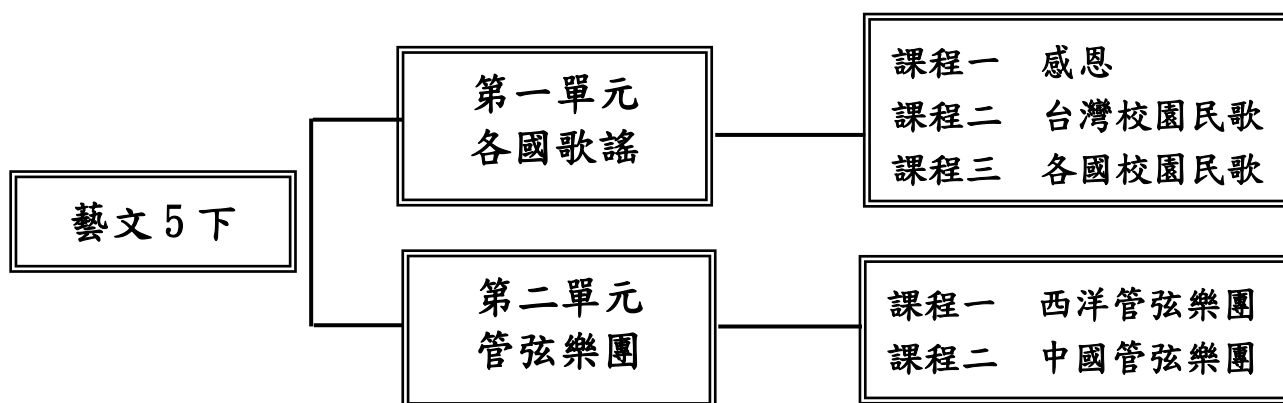 藝文5下
第一單元
各國歌謠
課程一　感恩
課程二　台灣校園民歌
課程三　各國校園民歌
第二單元
管弦樂團
課程一　西洋管弦樂團
課程二　中國管弦樂團